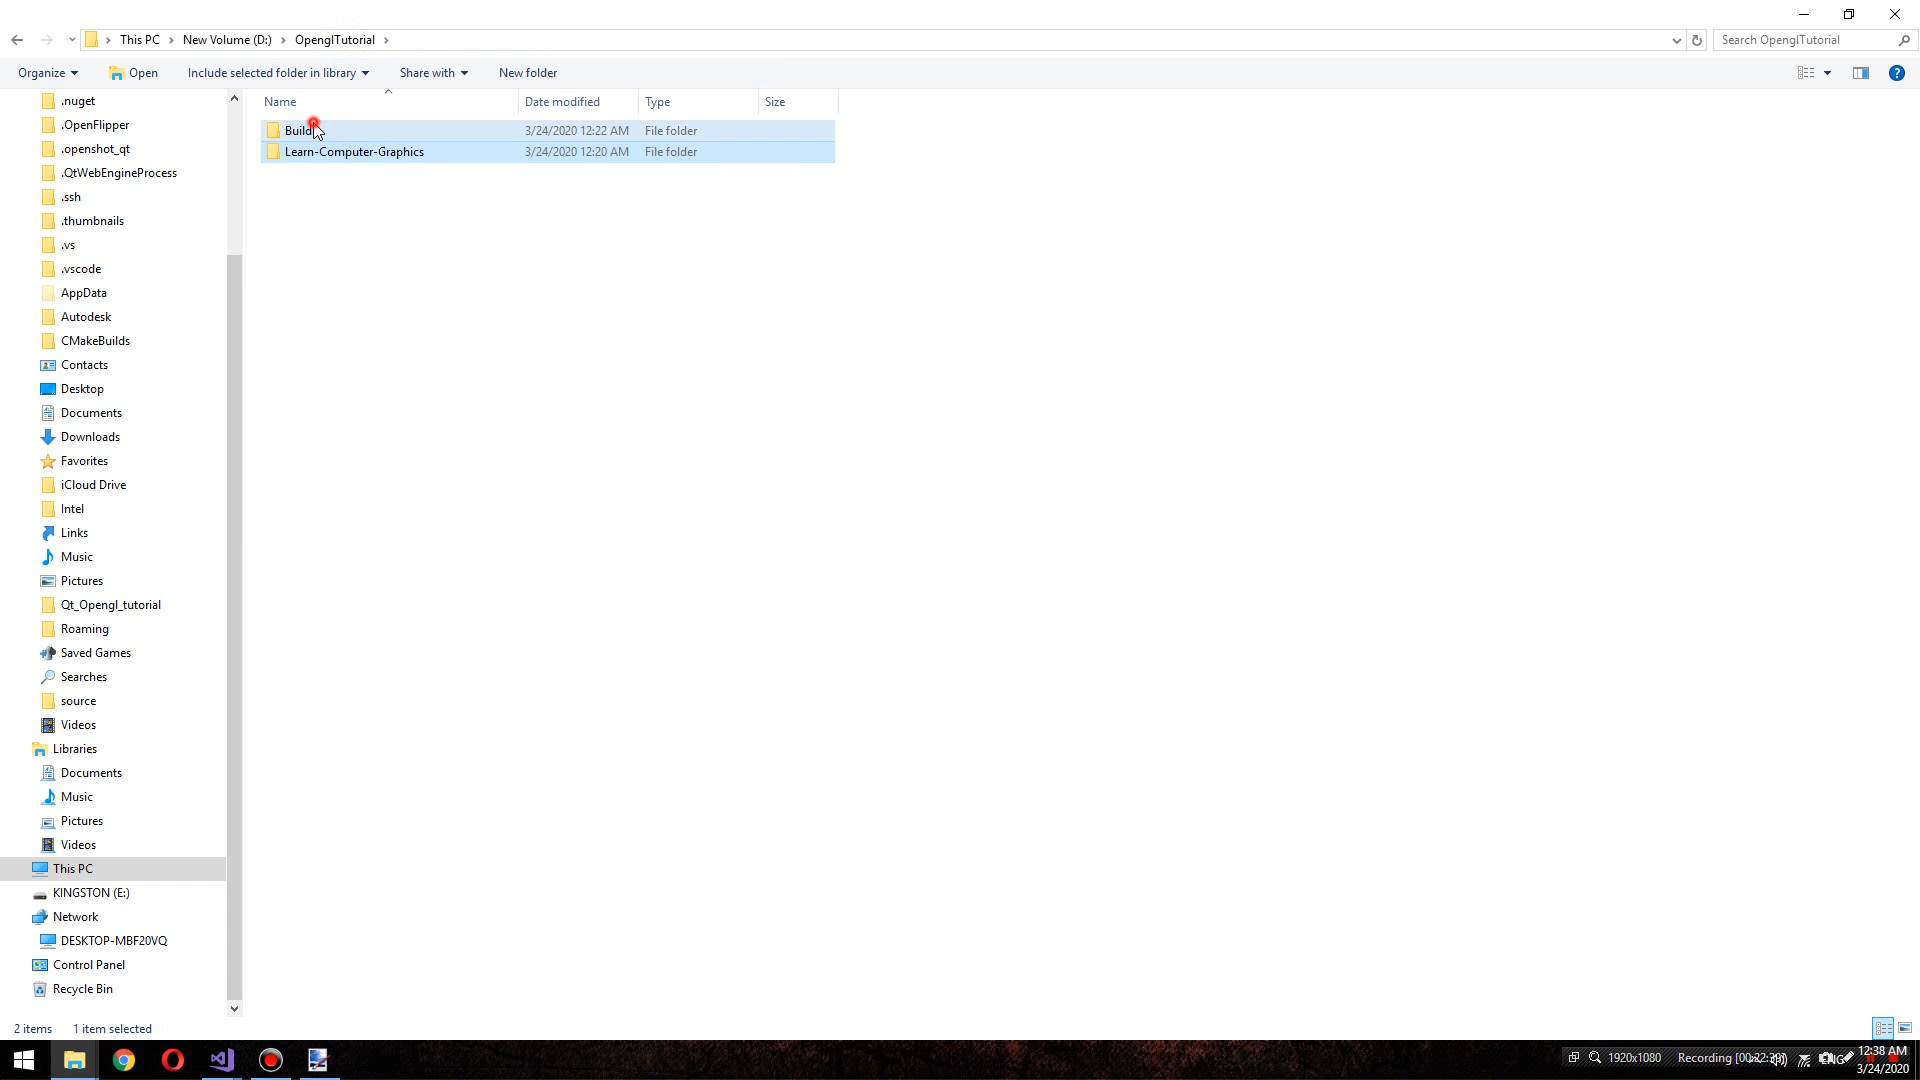 This PC
New Volume (D:)
OpenglTutorial
Search OpenglTutorial
Organize
Open
Include selected folder in library
Share with
New folder
Name
Date modified
Type
Size
Build
3/24/2020 12:22 AM
File folder
Learn-Computer-Graphics
3/24/2020 12:20 AM
File folder
.nuget
.OpenFlipper
.openshot_qt
.QtWebEngineProcess
.ssh
.thumbnails
.vs
.vscode
AppData
Autodesk
CMakeBuilds
Contacts
Desktop
Documents
Downloads
Favorites
iCloud Drive
Intel
Links
Music
Pictures
Qt_Opengl_tutorial
Roaming
Saved Games
Searches
source
Videos
Libraries
Documents
Music
Pictures
Videos
This PC
KINGSTON (E:)
Network
DESKTOP-MBF20VQ
Control Panel
Recycle Bin
2 items
1 item selected
1920x1080
Recording
ENG
12:38 AM
3/24/2020